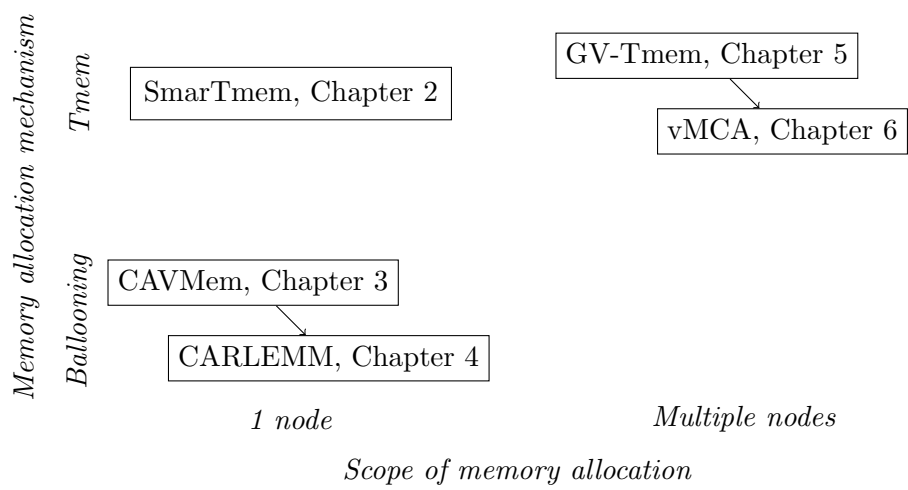 Memory allocation mechanism
Tmem
Ballooning
SmarTmem, Chapter 2
GV-Tmem, Chapter 5
vMCA, Chapter 6
CAVMem, Chapter 3
CARLEMM, Chapter 4
1 node
Multiple nodes
Scope of memory allocation